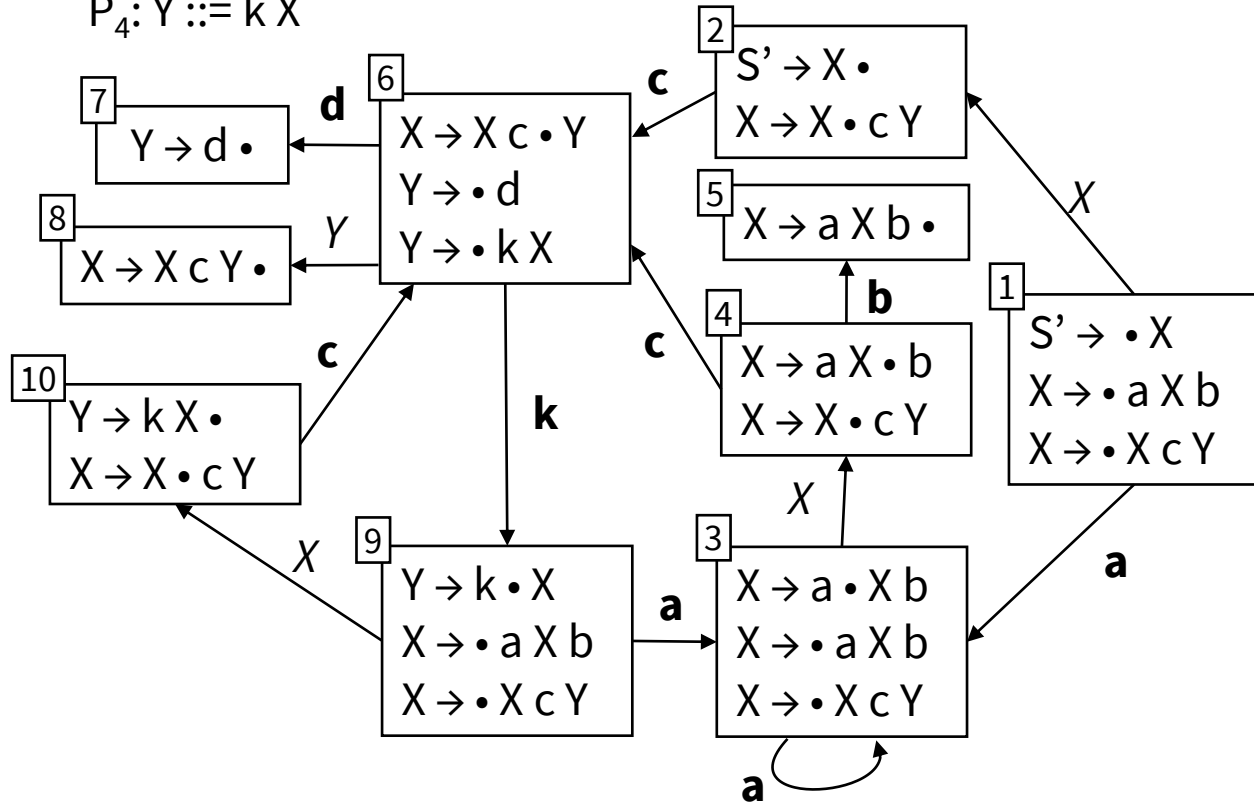 P₄: Y ::= k X
2
S’ → X •
X → X • c Y
c
6
X → X c • Y
Y → • d
Y → • k X
d
7
Y → d •
8
X → X c Y •
Y
5
X → a X b •
X
1
S’ → • X
X → • a X b
X → • X c Y
b
4
X → a X • b
X → X • c Y
c
c
10
Y → k X •
X → X • c Y
k
X
9
Y → k • X
X → • a X b
X → • X c Y
a
X
3
X → a • X b
X → • a X b
X → • X c Y
a
a